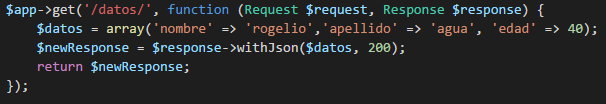 $app->get('/datos/', function (Request $request, Response $response) {
    $datos = array('nombre' => 'rogelio','apellido' => 'agua', 'edad' => 40);
    $newResponse = $response->withJson($datos, 200);
    return $newResponse;
});